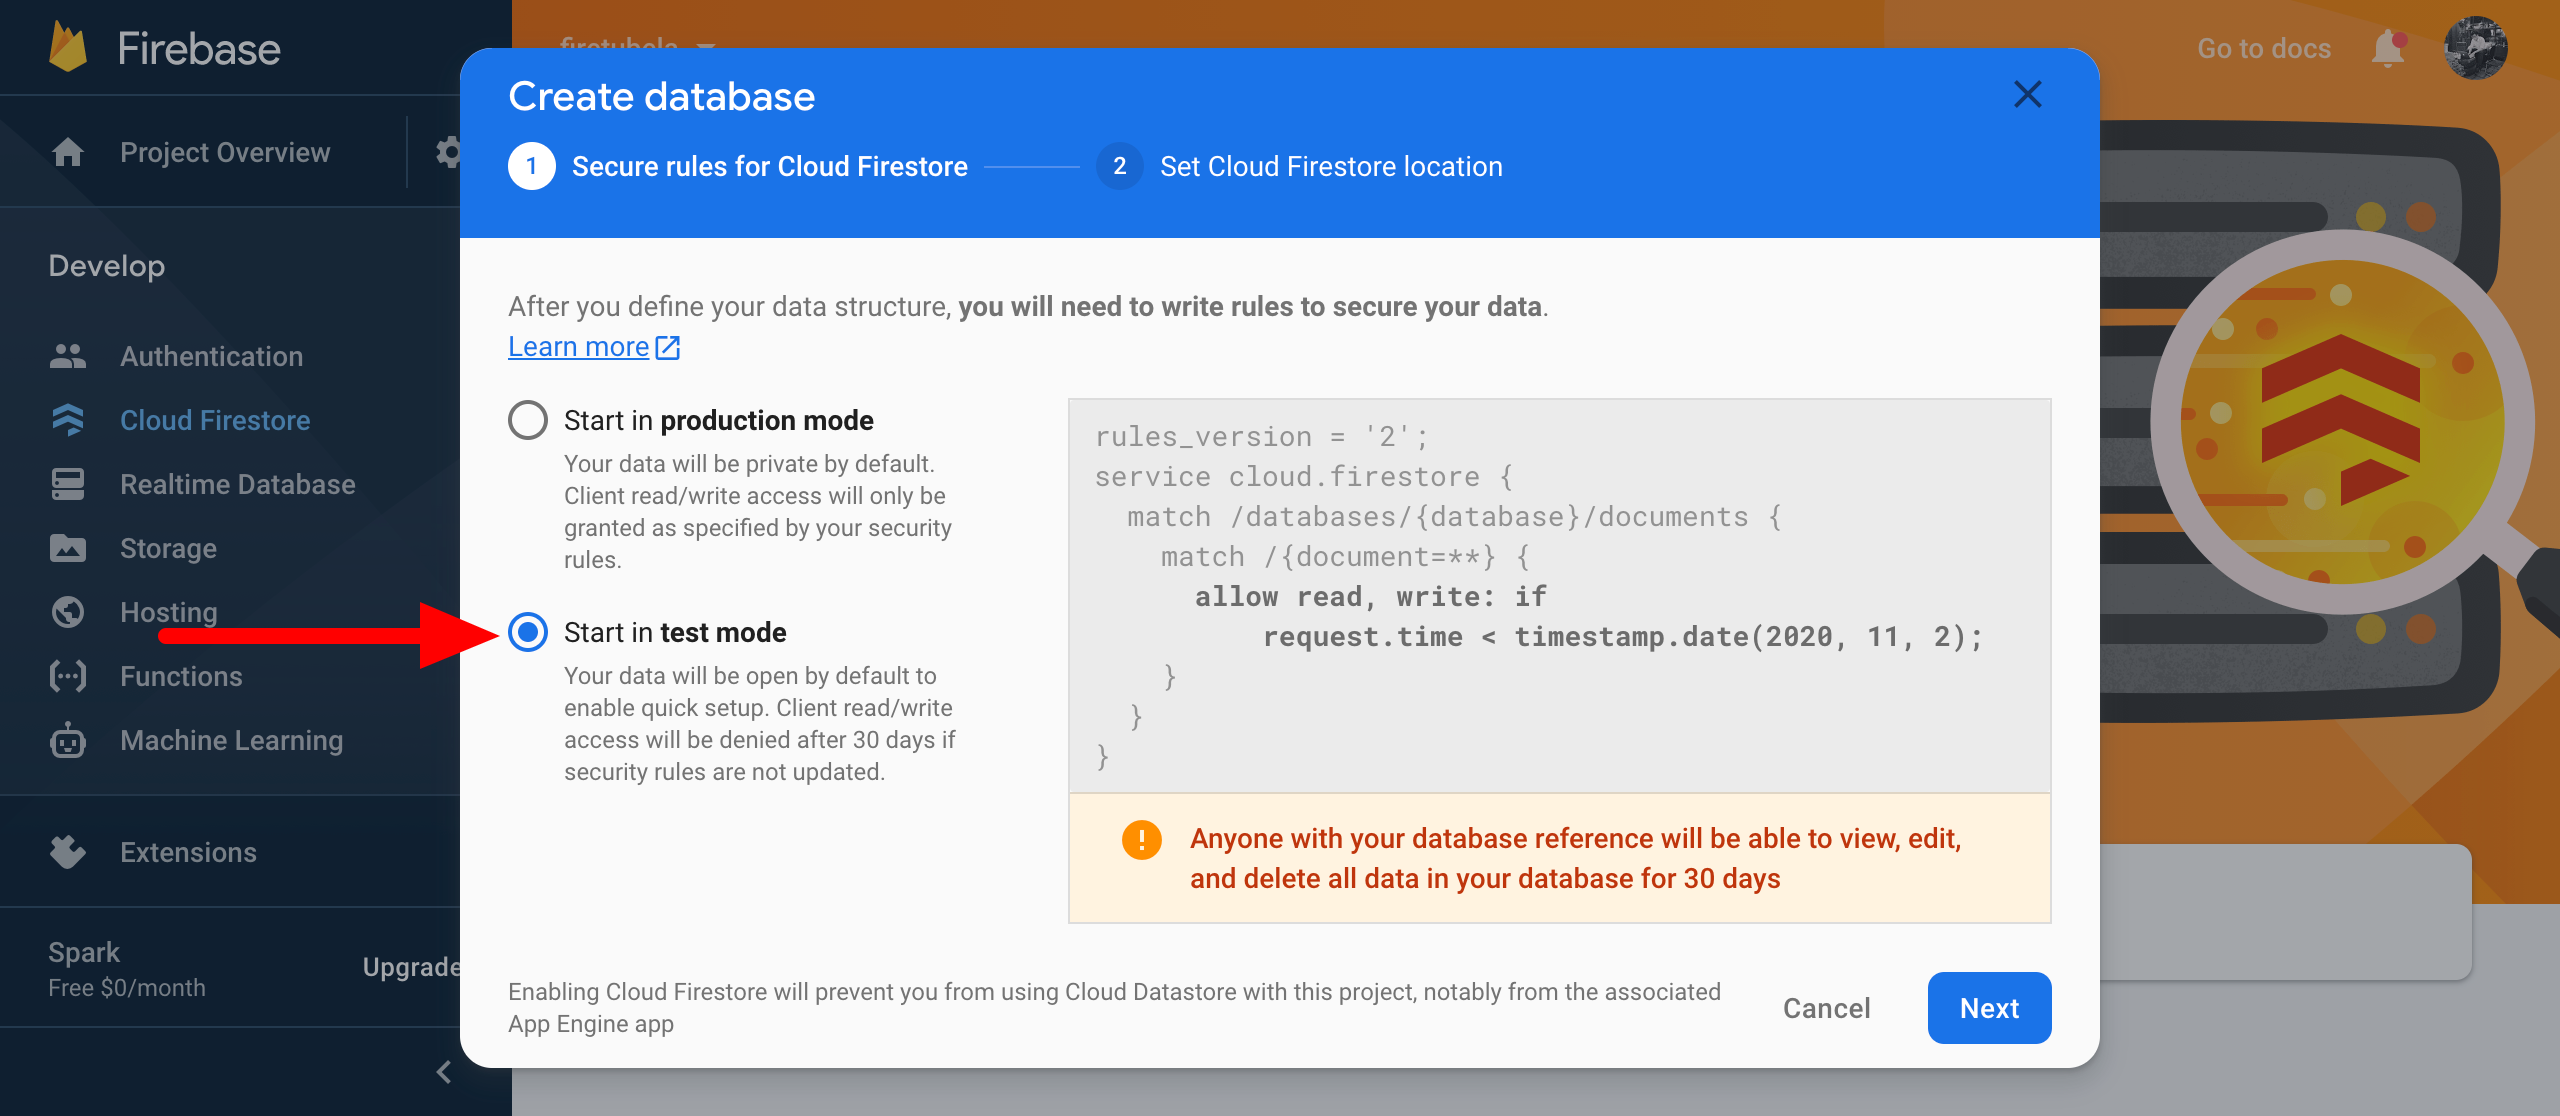 Firebase
Project Overview
Develop
Authentication
Cloud Firestore
Realtime Database
Storage
Hosting
Functions
Machine Learning
Extensions
Spark
Free $0/month
Upgrade
Go to docs
Create database
1 Secure rules for Cloud Firestore
2 Set Cloud Firestore location
After you define your data structure, you will need to write rules to secure your data.
Learn more
Start in production mode
Your data will be private by default.
Client read/write access will only be
granted as specified by your security
rules.
Start in test mode
Your data will be open by default to
enable quick setup. Client read/write
access will be denied after 30 days if
security rules are not updated.
rules_version = '2';
service cloud.firestore {
  match /databases/{database}/documents {
    match /{document=**} {
      allow read, write: if
          request.time < timestamp.date(2020, 11, 2);
    }
  }
}
Anyone with your database reference will be able to view, edit,
and delete all data in your database for 30 days
Enabling Cloud Firestore will prevent you from using Cloud Datastore with this project, notably from the associated
App Engine app
Cancel
Next